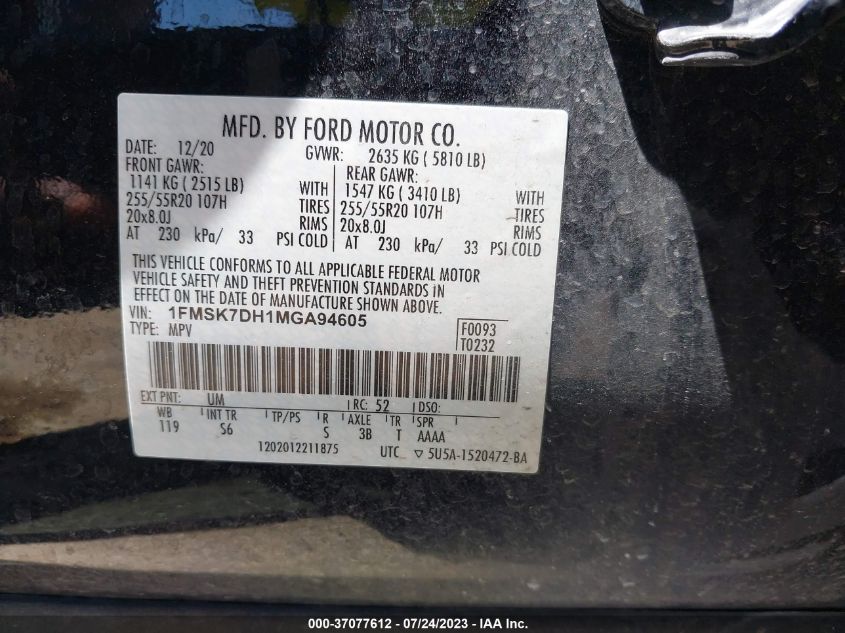 MFD. BY FORD MOTOR CO.
DATE: 12/20 GVWR: 2635 KG ( 5810 LB)
FRONT GAWR: REAR GAWR:
1141 KG ( 2515 LB) WITH 1547 KG ( 3410 LB) WITH
255/55R20 107H TIRES 255/55R20 107H TIRES
20x8.0J RIMS 20x8.0J RIMS
AT 230 kPa/ 33 PSI COLD AT 230 kPa/ 33 PSI COLD
THIS VEHICLE CONFORMS TO ALL APPLICABLE FEDERAL MOTOR
VEHICLE SAFETY AND THEFT PREVENTION STANDARDS IN
EFFECT ON THE DATE OF MANUFACTURE SHOWN ABOVE.
VIN: 1FMSK7DH1MGA94605 F0093
TYPE: MPV T0232
EXT PNT: UM RC: 52 DSO:
WB INT TR TP/PS R AXLE TR SPR
119 S6 S 3B T AAAA
1202012211875 UTC ▽ 5U5A-1520472-BA
000-37077612 - 07/24/2023 - IAA Inc.